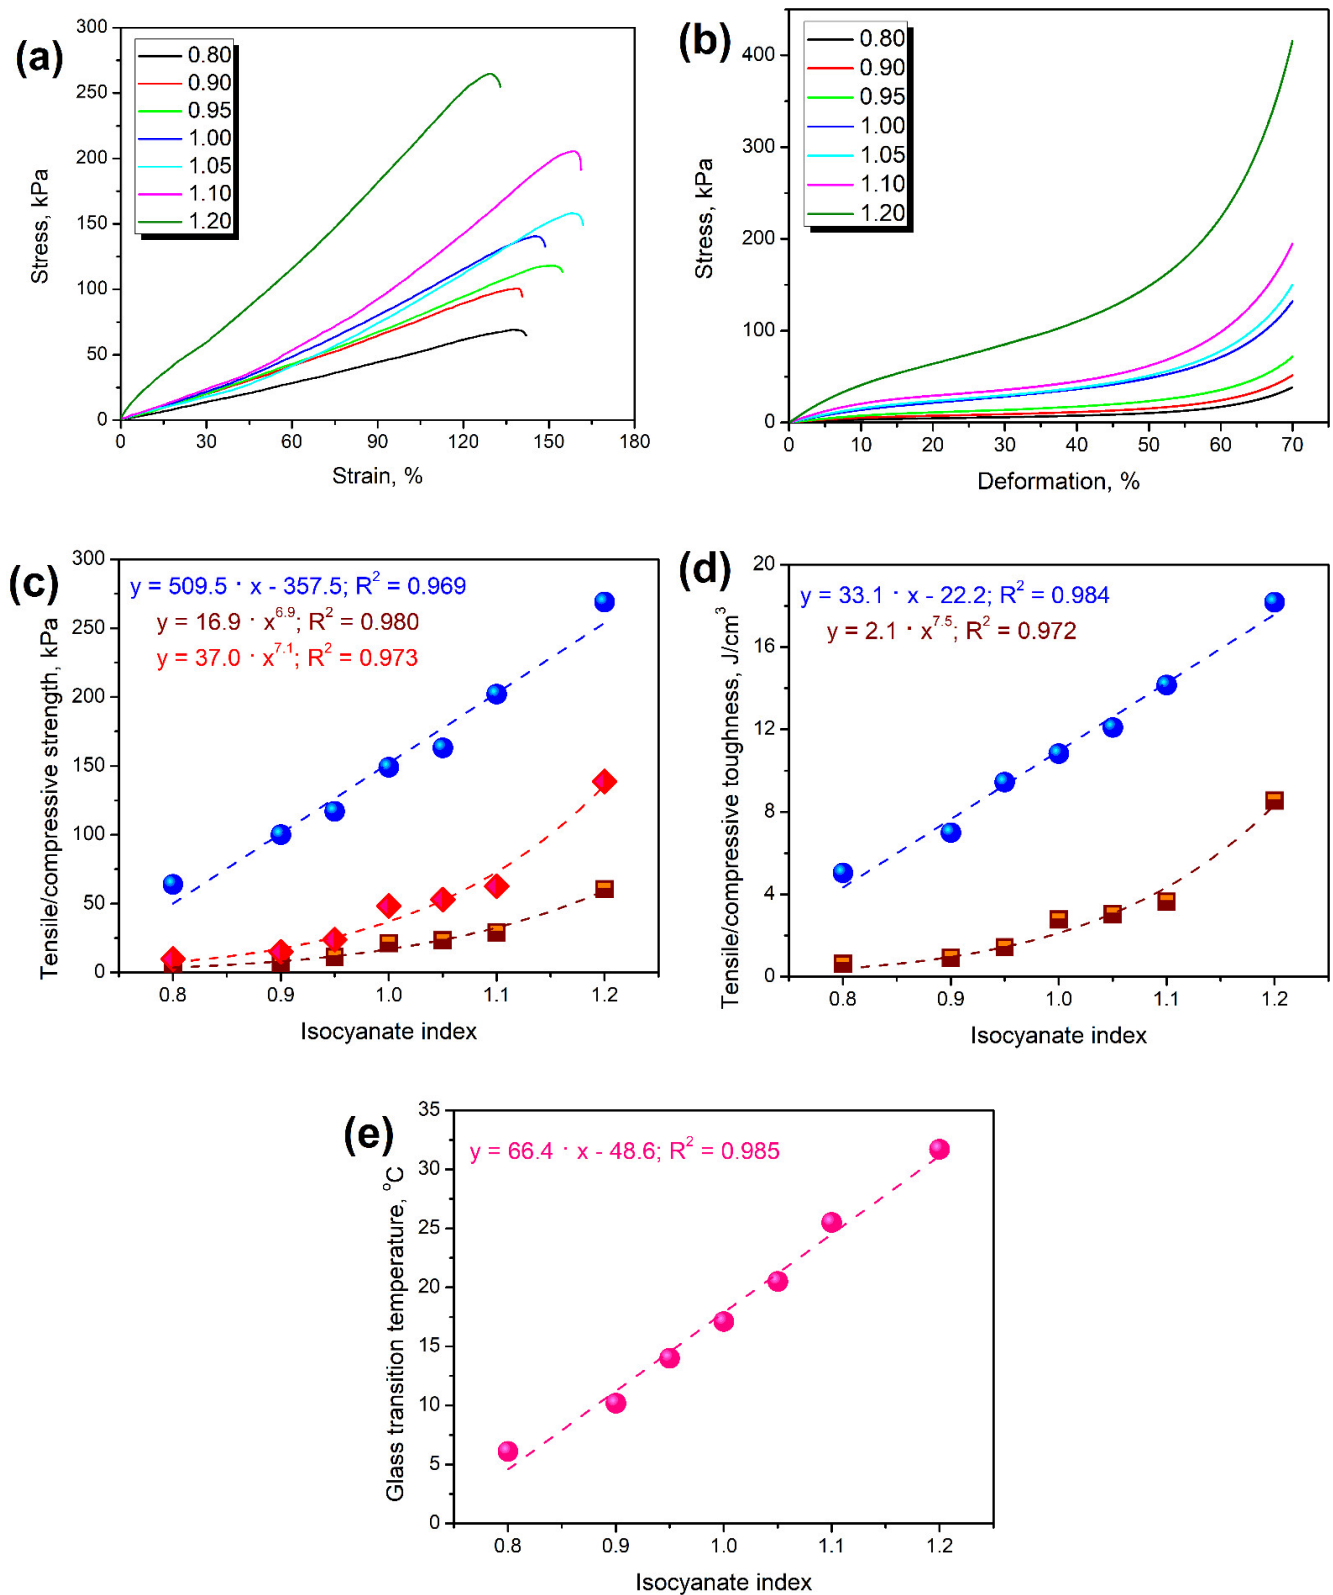 (a)
300
250
200
150
100
50
0
Stress, kPa
0.80
0.90
0.95
1.00
1.05
1.10
1.20
0 30 60 90 120 150 180
Strain, %
(b)
400
300
200
100
0
Stress, kPa
0.80
0.90
0.95
1.00
1.05
1.10
1.20
0 10 20 30 40 50 60 70
Deformation, %
(c)
300
250
200
150
100
50
0
Tensile/compressive strength, kPa
y = 509.5 · x - 357.5; R² = 0.969
y = 16.9 · x⁶·⁹; R² = 0.980
y = 37.0 · x⁷·¹; R² = 0.973
0.8 0.9 1.0 1.1 1.2
Isocyanate index
(d)
20
16
12
8
4
0
Tensile/compressive toughness, J/cm³
y = 33.1 · x - 22.2; R² = 0.984
y = 2.1 · x⁷·⁵; R² = 0.972
0.8 0.9 1.0 1.1 1.2
Isocyanate index
(e)
35
30
25
20
15
10
5
0
Glass transition temperature, °C
y = 66.4 · x - 48.6; R² = 0.985
0.8 0.9 1.0 1.1 1.2
Isocyanate index